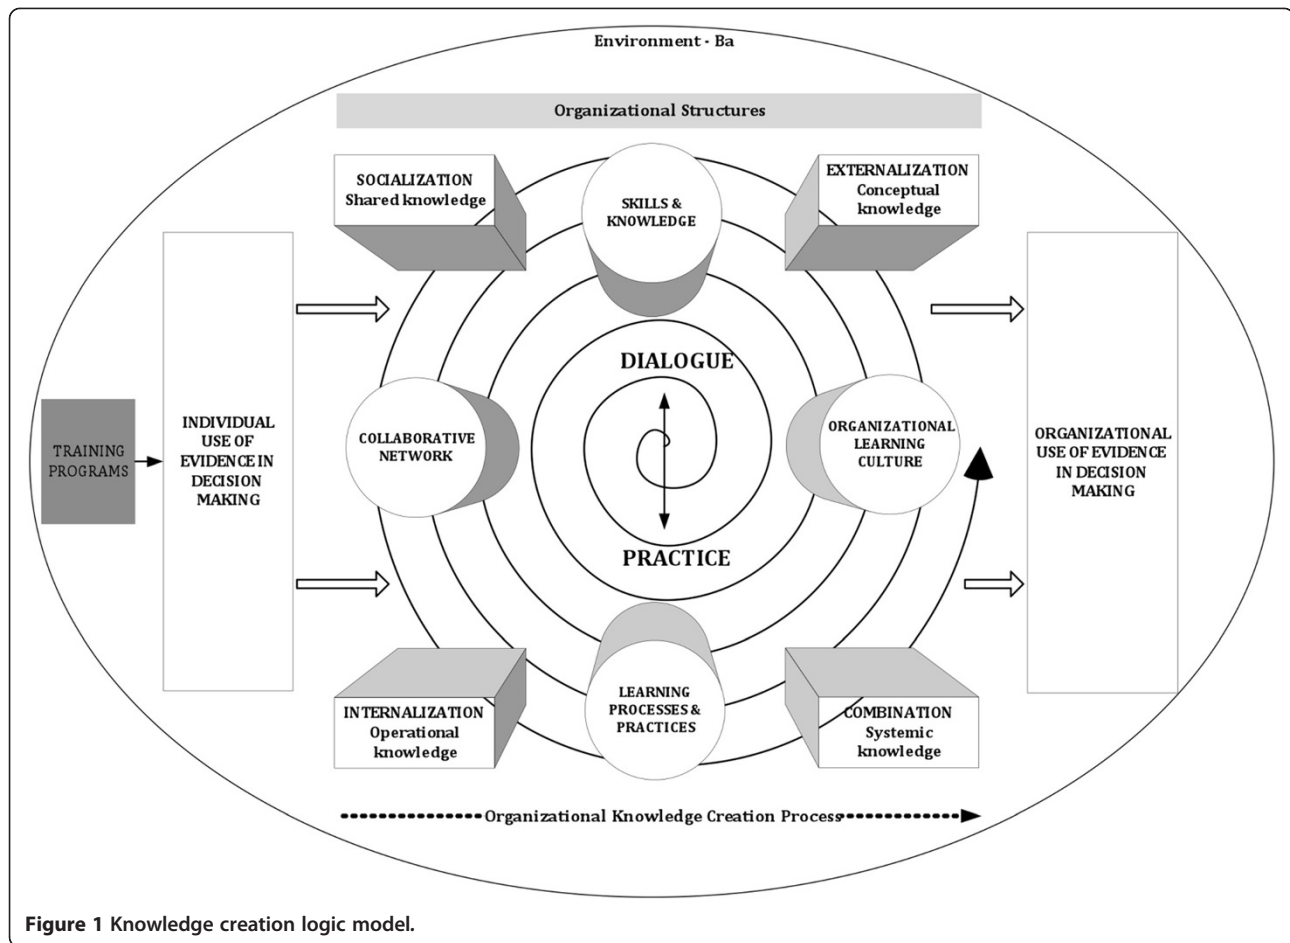 Environment - Ba
Organizational Structures
SOCIALIZATION
Shared knowledge
SKILLS &
KNOWLEDGE
EXTERNALIZATION
Conceptual
knowledge
TRAINING
PROGRAMS
INDIVIDUAL
USE OF
EVIDENCE IN
DECISION
MAKING
COLLABORATIVE
NETWORK
DIALOGUE
PRACTICE
ORGANIZATIONAL
LEARNING
CULTURE
ORGANIZATIONAL
USE OF EVIDENCE
IN DECISION
MAKING
INTERNALIZATION
Operational
knowledge
LEARNING
PROCESSES &
PRACTICES
COMBINATION
Systemic
knowledge
Organizational Knowledge Creation Process
Figure 1 Knowledge creation logic model.